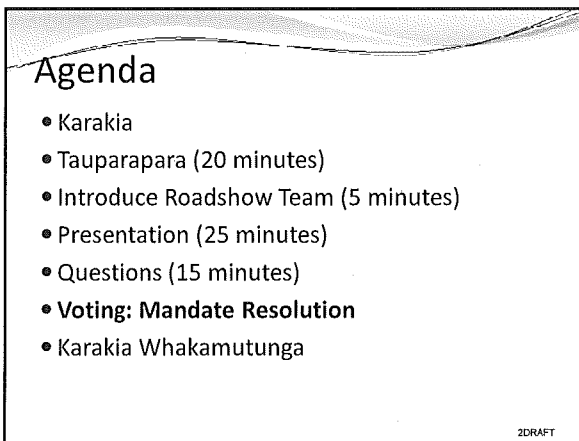 Agenda
• Karakia
• Tauparapara (20 minutes)
• Introduce Roadshow Team (5 minutes)
• Presentation (25 minutes)
• Questions (15 minutes)
• Voting: Mandate Resolution
• Karakia Whakamutunga
2DRAFT